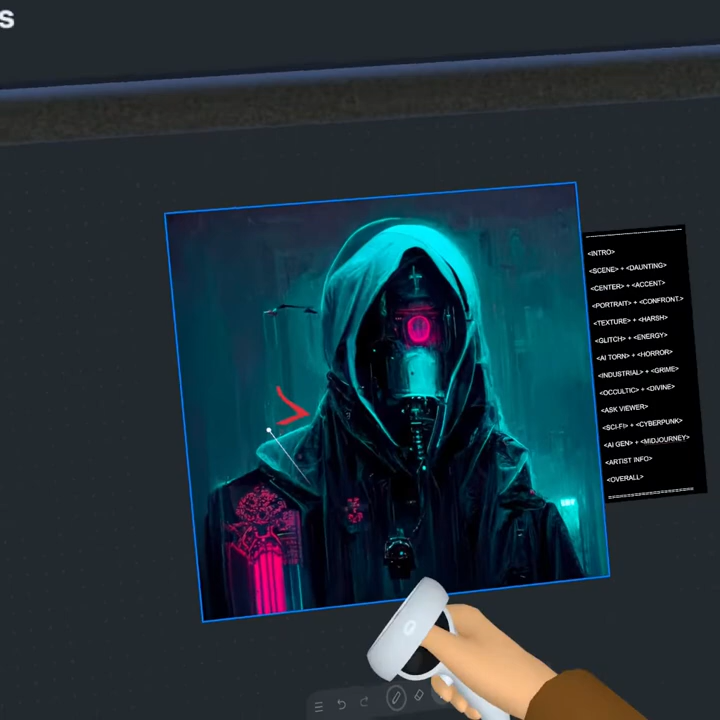 s
--------------------------------
<INTRO>
<SCENE> + <DAUNTING>
<CENTER> + <ACCENT>
<PORTRAIT> + <CONFRONT.>
<TEXTURE> + <HARSH>
<GLITCH> + <ENERGY>
<AI TORN> + <HORROR>
<INDUSTRIAL> + <GRIME>
<OCCULTIC> + <DIVINE>
<ASK VIEWER>
<SCI-FI> + <CYBERPUNK>
<AI GEN> + <MIDJOURNEY>
<ARTIST INFO>
<OVERALL>
=======================